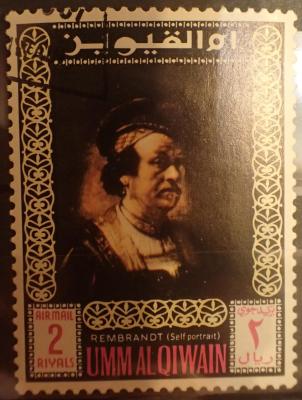 ام القيوين
AIR MAIL
2
RIYALS
REMBRANDT (Self portrait)
UMM AL QIWAIN
بريد جوي
٢
ريال